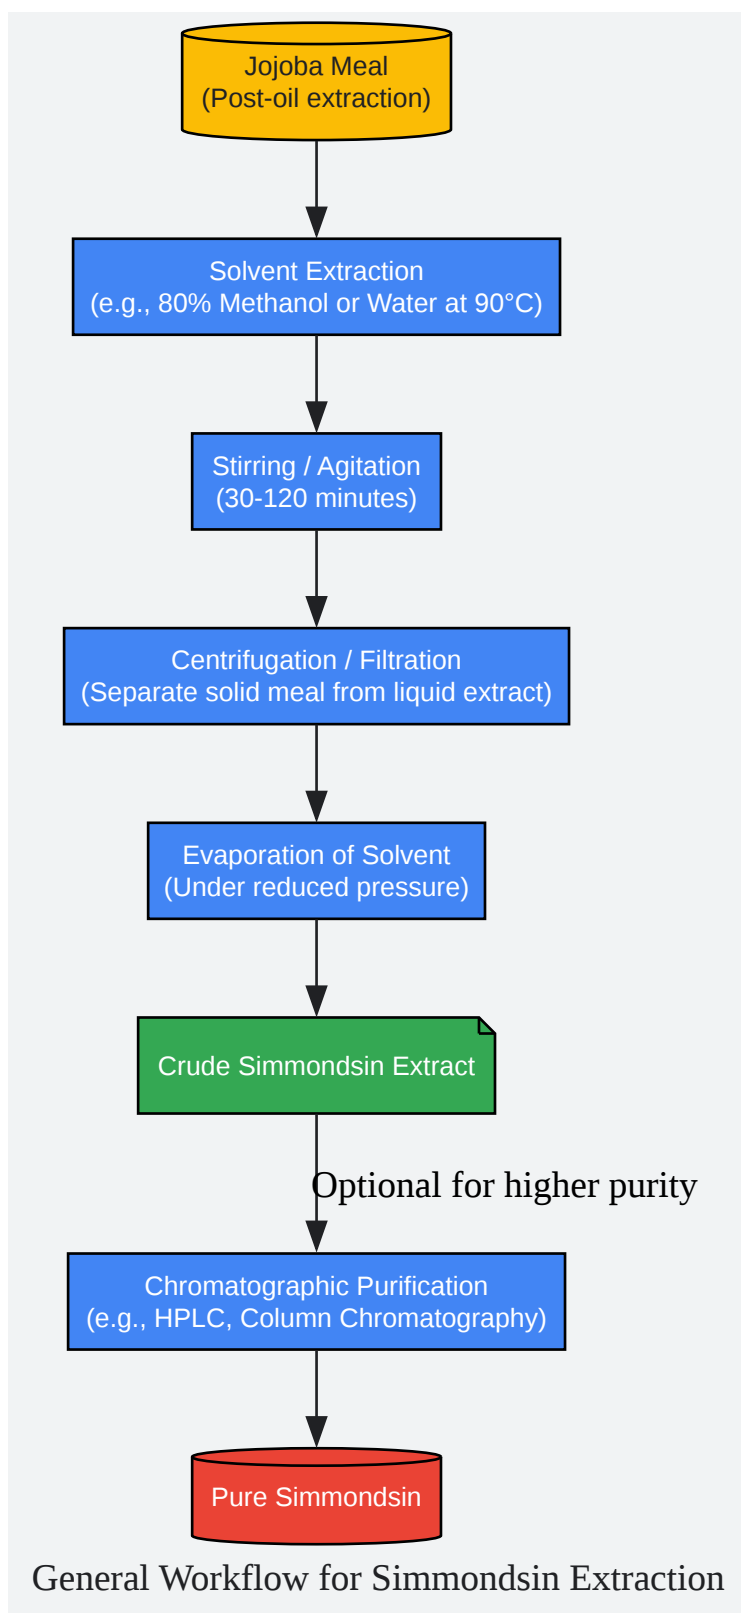 Jojoba Meal
(Post-oil extraction)
Solvent Extraction
(e.g., 80% Methanol or Water at 90°C)
Stirring / Agitation
(30-120 minutes)
Centrifugation / Filtration
(Separate solid meal from liquid extract)
Evaporation of Solvent
(Under reduced pressure)
Crude Simmondsin Extract
Optional for higher purity
Chromatographic Purification
(e.g., HPLC, Column Chromatography)
Pure Simmondsin
General Workflow for Simmondsin Extraction